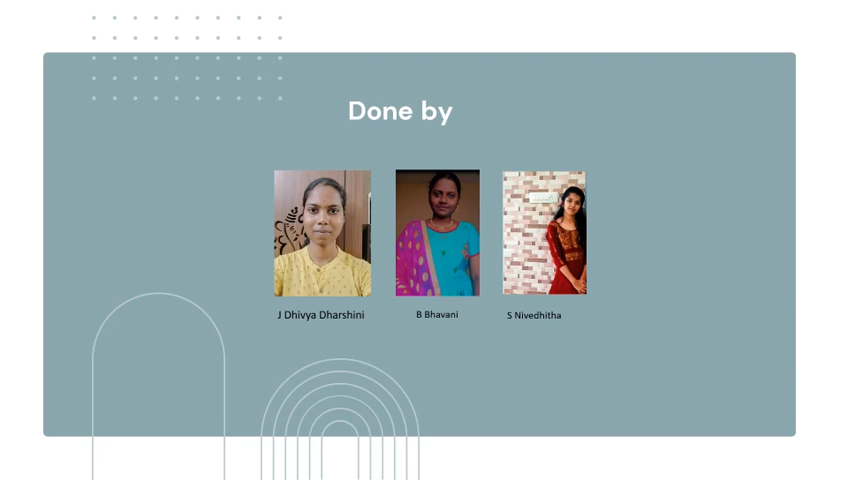 Done by
J Dhivya Dharshini
B Bhavani
S Nivedhitha